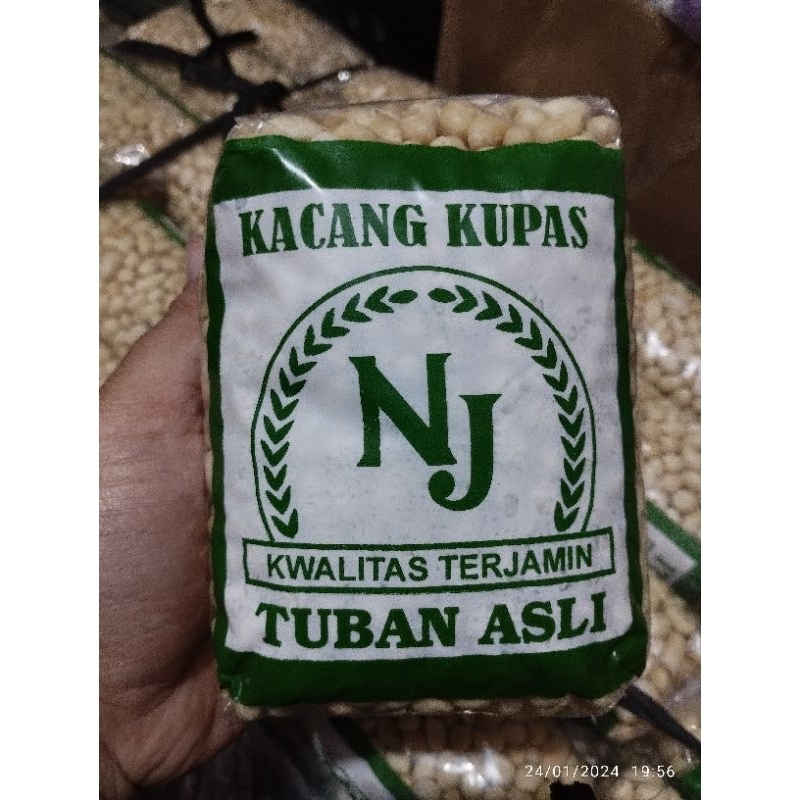 KACANG KUPAS
NJ
KWALITAS TERJAMIN
TUBAN ASLI
24/01/2024 19:56